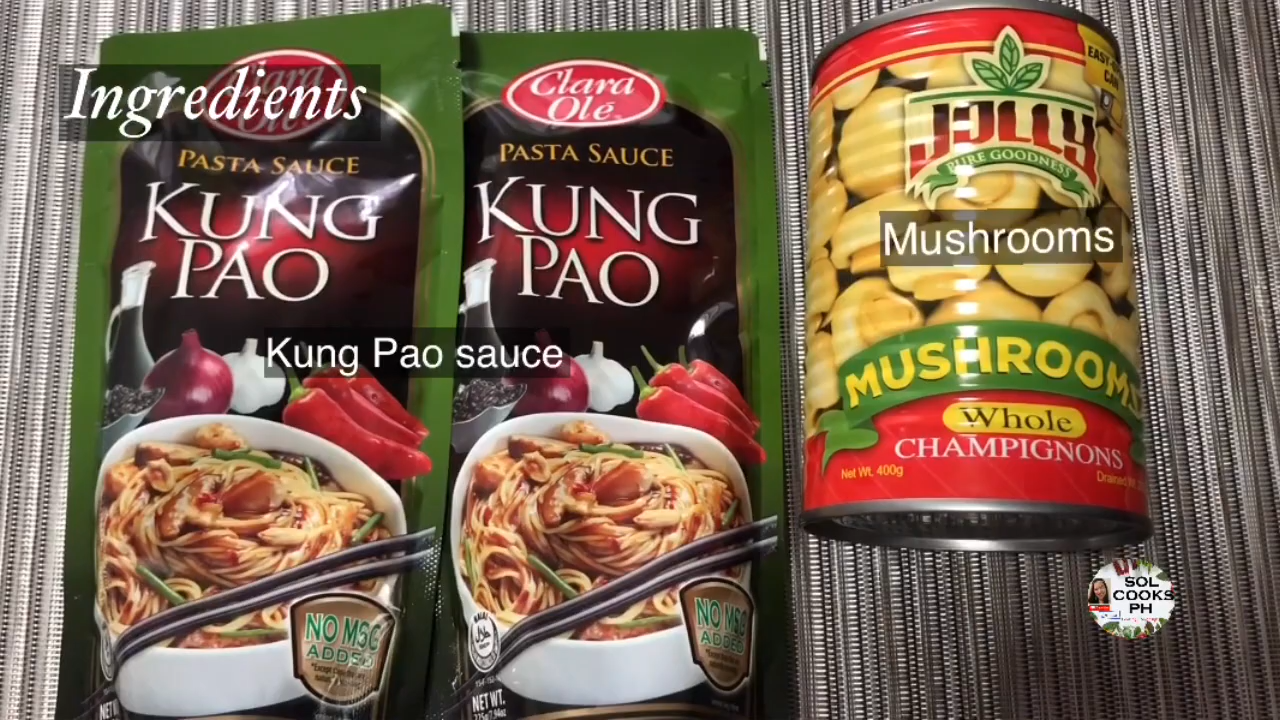 Ingredients
Clara
Olé
PASTA SAUCE
KUNG
PAO
NO MSG
ADDED
Clara
Olé
PASTA SAUCE
KUNG
PAO
HALAL
NO MSG
ADDED
NET WT.
Kung Pao sauce
EASY
JOLLY
PURE GOODNESS
Mushrooms
MUSHROOMS
Whole
CHAMPIGNONS
Net Wt. 400g
Drained
SOL
COOKS
PH